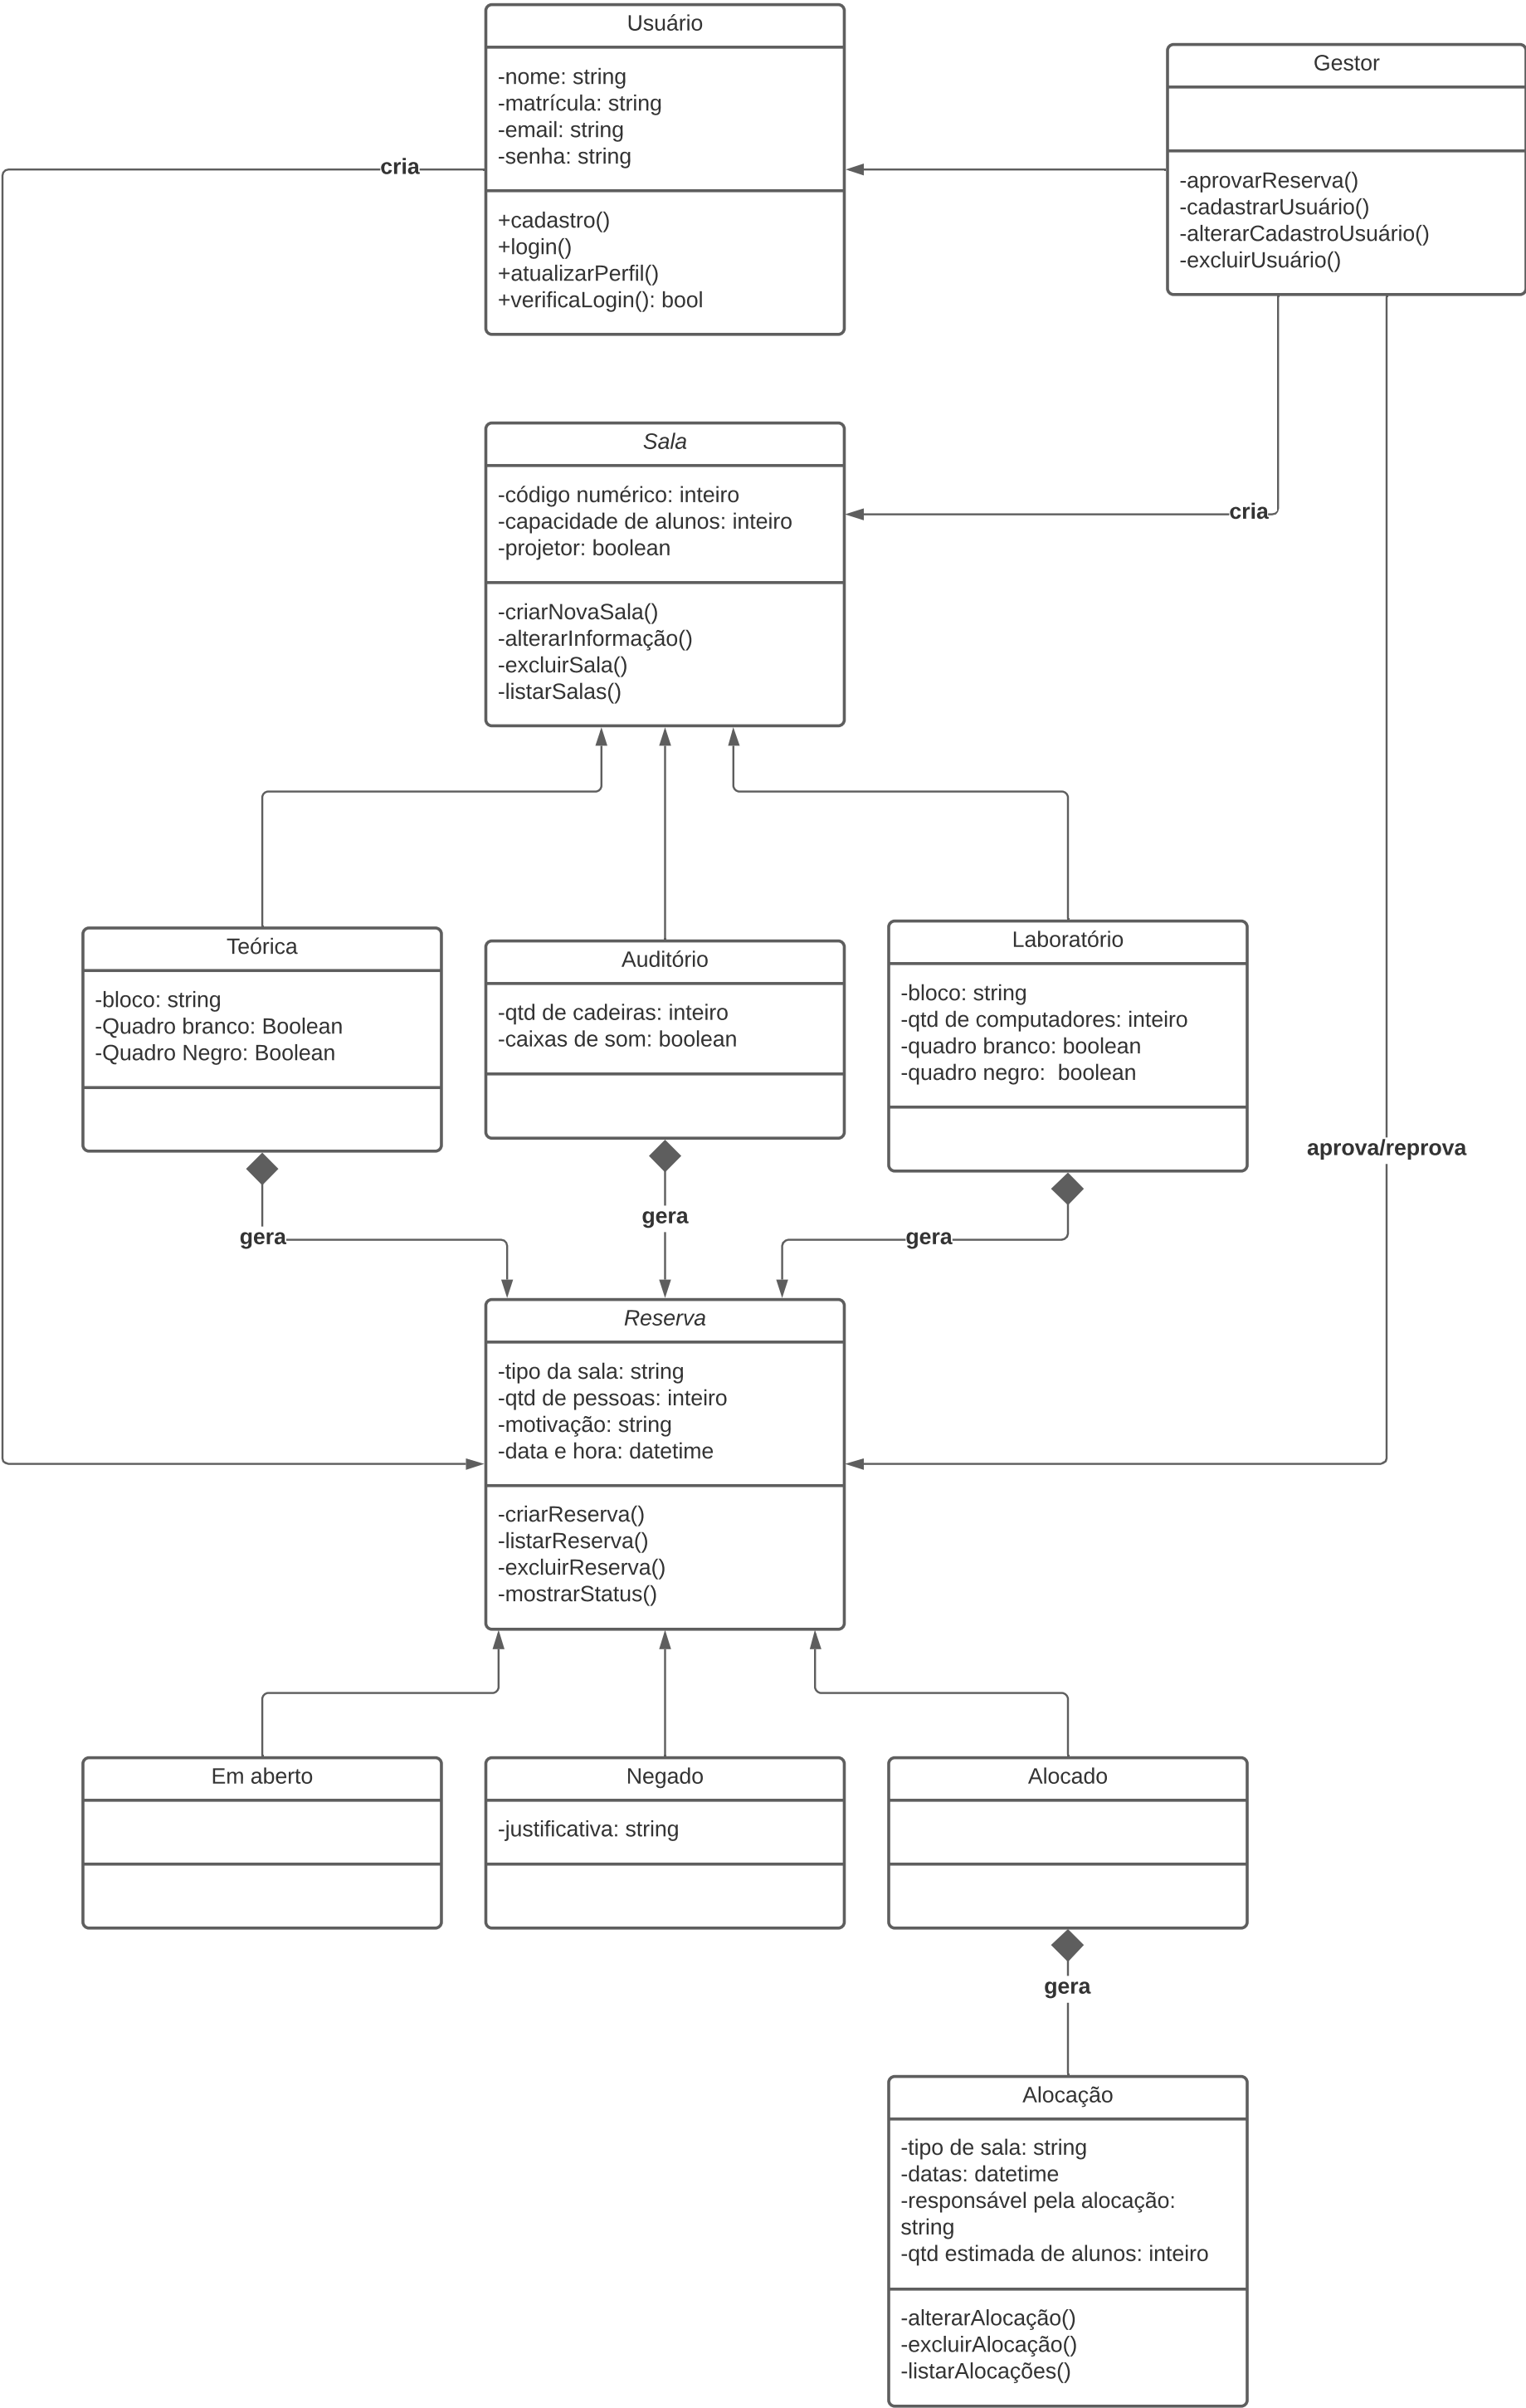 Usuário
-nome: string
-matrícula: string
-email: string
-senha: string
+cadastro()
+login()
+atualizarPerfil()
+verificaLogin(): bool
Gestor
-aprovarReserva()
-cadastrarUsuário()
-alterarCadastroUsuário()
-excluirUsuário()
cria
Sala
-código numérico: inteiro
-capacidade de alunos: inteiro
-projetor: boolean
-criarNovaSala()
-alterarInformação()
-excluirSala()
-listarSalas()
cria
Teórica
-bloco: string
-Quadro branco: Boolean
-Quadro Negro: Boolean
Auditório
-qtd de cadeiras: inteiro
-caixas de som: boolean
Laboratório
-bloco: string
-qtd de computadores: inteiro
-quadro branco: boolean
-quadro negro:  boolean
aprova/reprova
gera
gera
gera
Reserva
-tipo da sala: string
-qtd de pessoas: inteiro
-motivação: string
-data e hora: datetime
-criarReserva()
-listarReserva()
-excluirReserva()
-mostrarStatus()
Em aberto
Negado
-justificativa: string
Alocado
gera
Alocação
-tipo de sala: string
-datas: datetime
-responsável pela alocação:
string
-qtd estimada de alunos: inteiro
-alterarAlocação()
-excluirAlocação()
-listarAlocações()